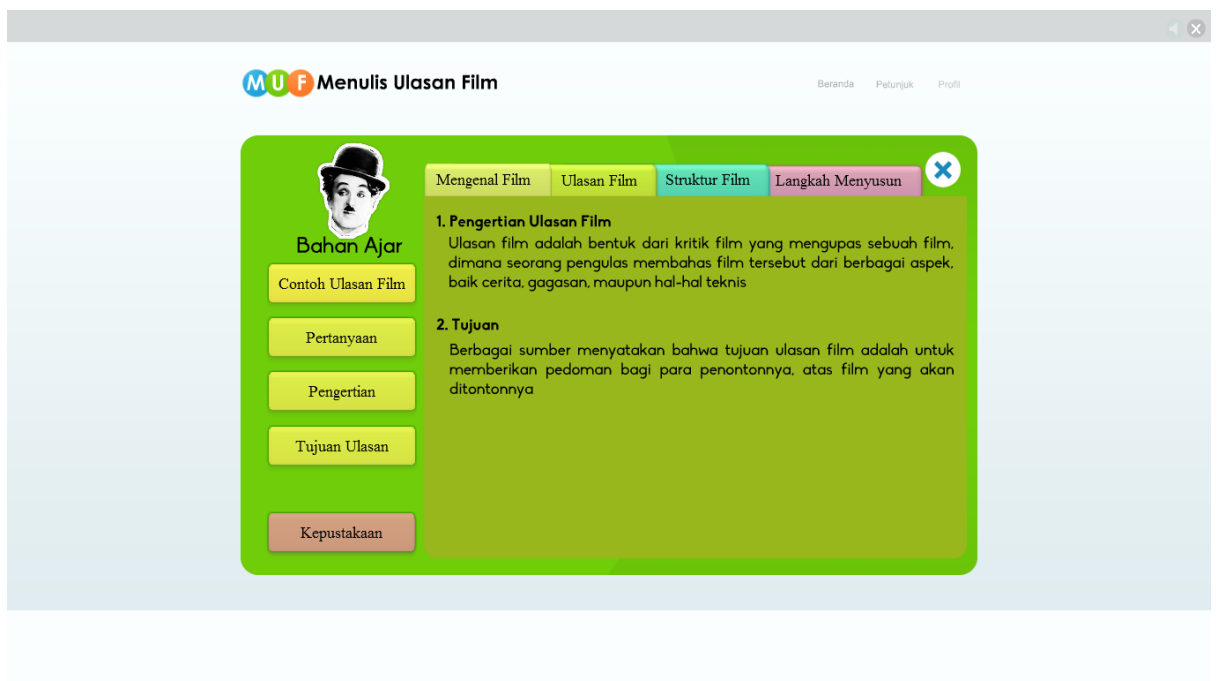 MUF Menulis Ulasan Film
Beranda Petunjuk Profil
Mengenal Film Ulasan Film Struktur Film Langkah Menyusun
Bahan Ajar
Contoh Ulasan Film
Pertanyaan
Pengertian
Tujuan Ulasan
Kepustakaan
1. Pengertian Ulasan Film
Ulasan film adalah bentuk dari kritik film yang mengupas sebuah film,
dimana seorang pengulas membahas film tersebut dari berbagai aspek,
baik cerita, gagasan, maupun hal-hal teknis
2. Tujuan
Berbagai sumber menyatakan bahwa tujuan ulasan film adalah untuk
memberikan pedoman bagi para penontonnya, atas film yang akan
ditontonnya